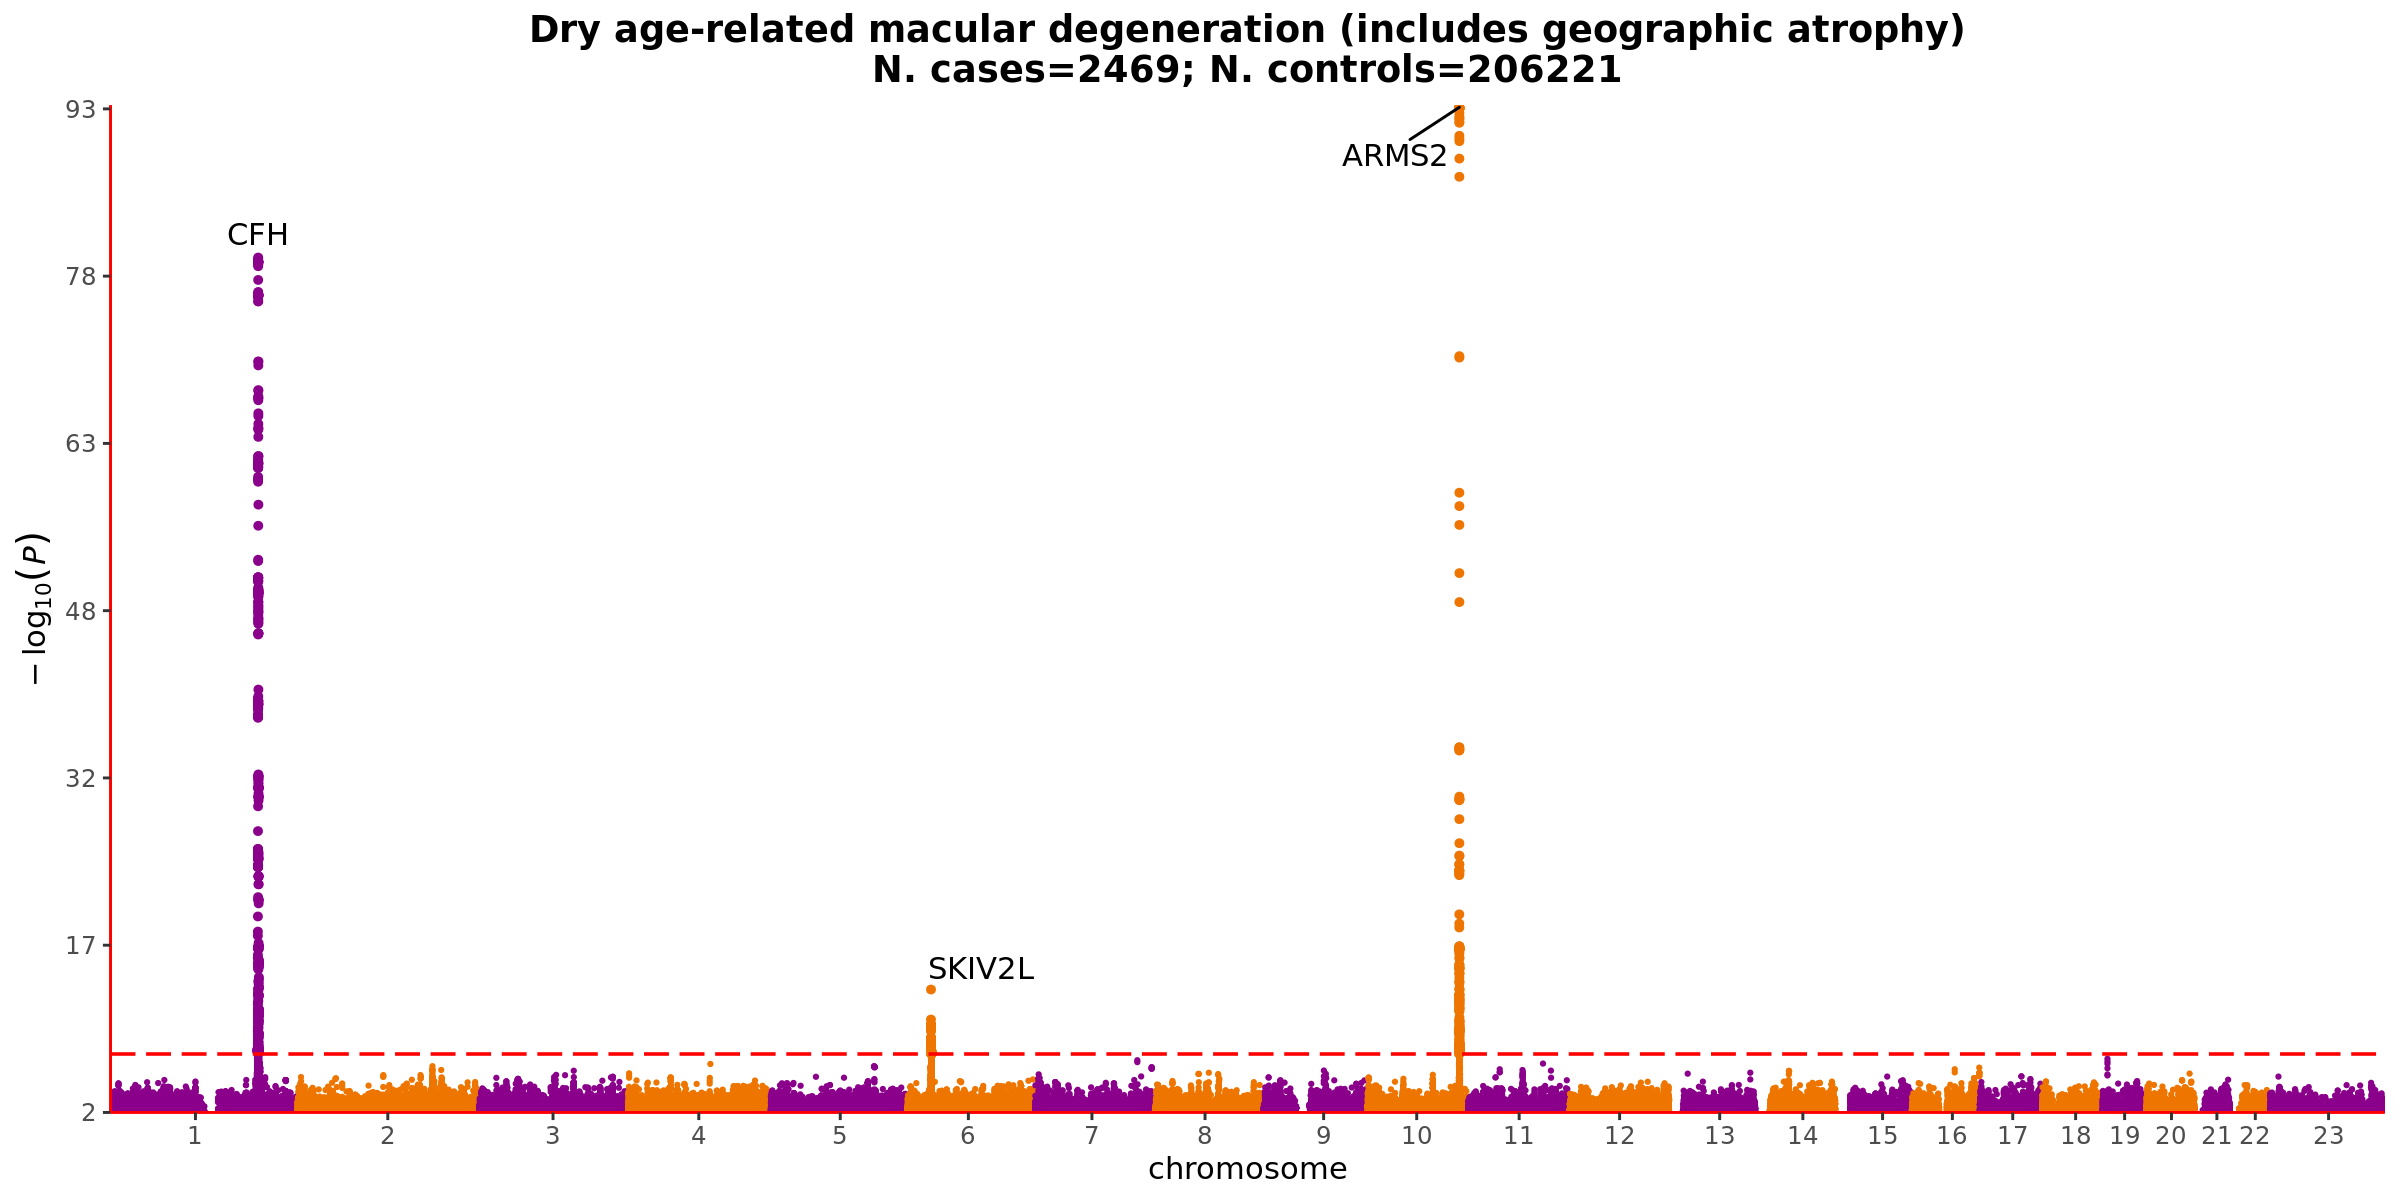 Dry age-related macular degeneration (includes geographic atrophy)
N. cases=2469; N. controls=206221
93
ARMS2
CFH
78
63
−log₁₀(P)
48
32
17
SKIV2L
2
1 2 3 4 5 6 7 8 9 10 11 12 13 14 15 16 17 18 19 20 21 22 23
chromosome